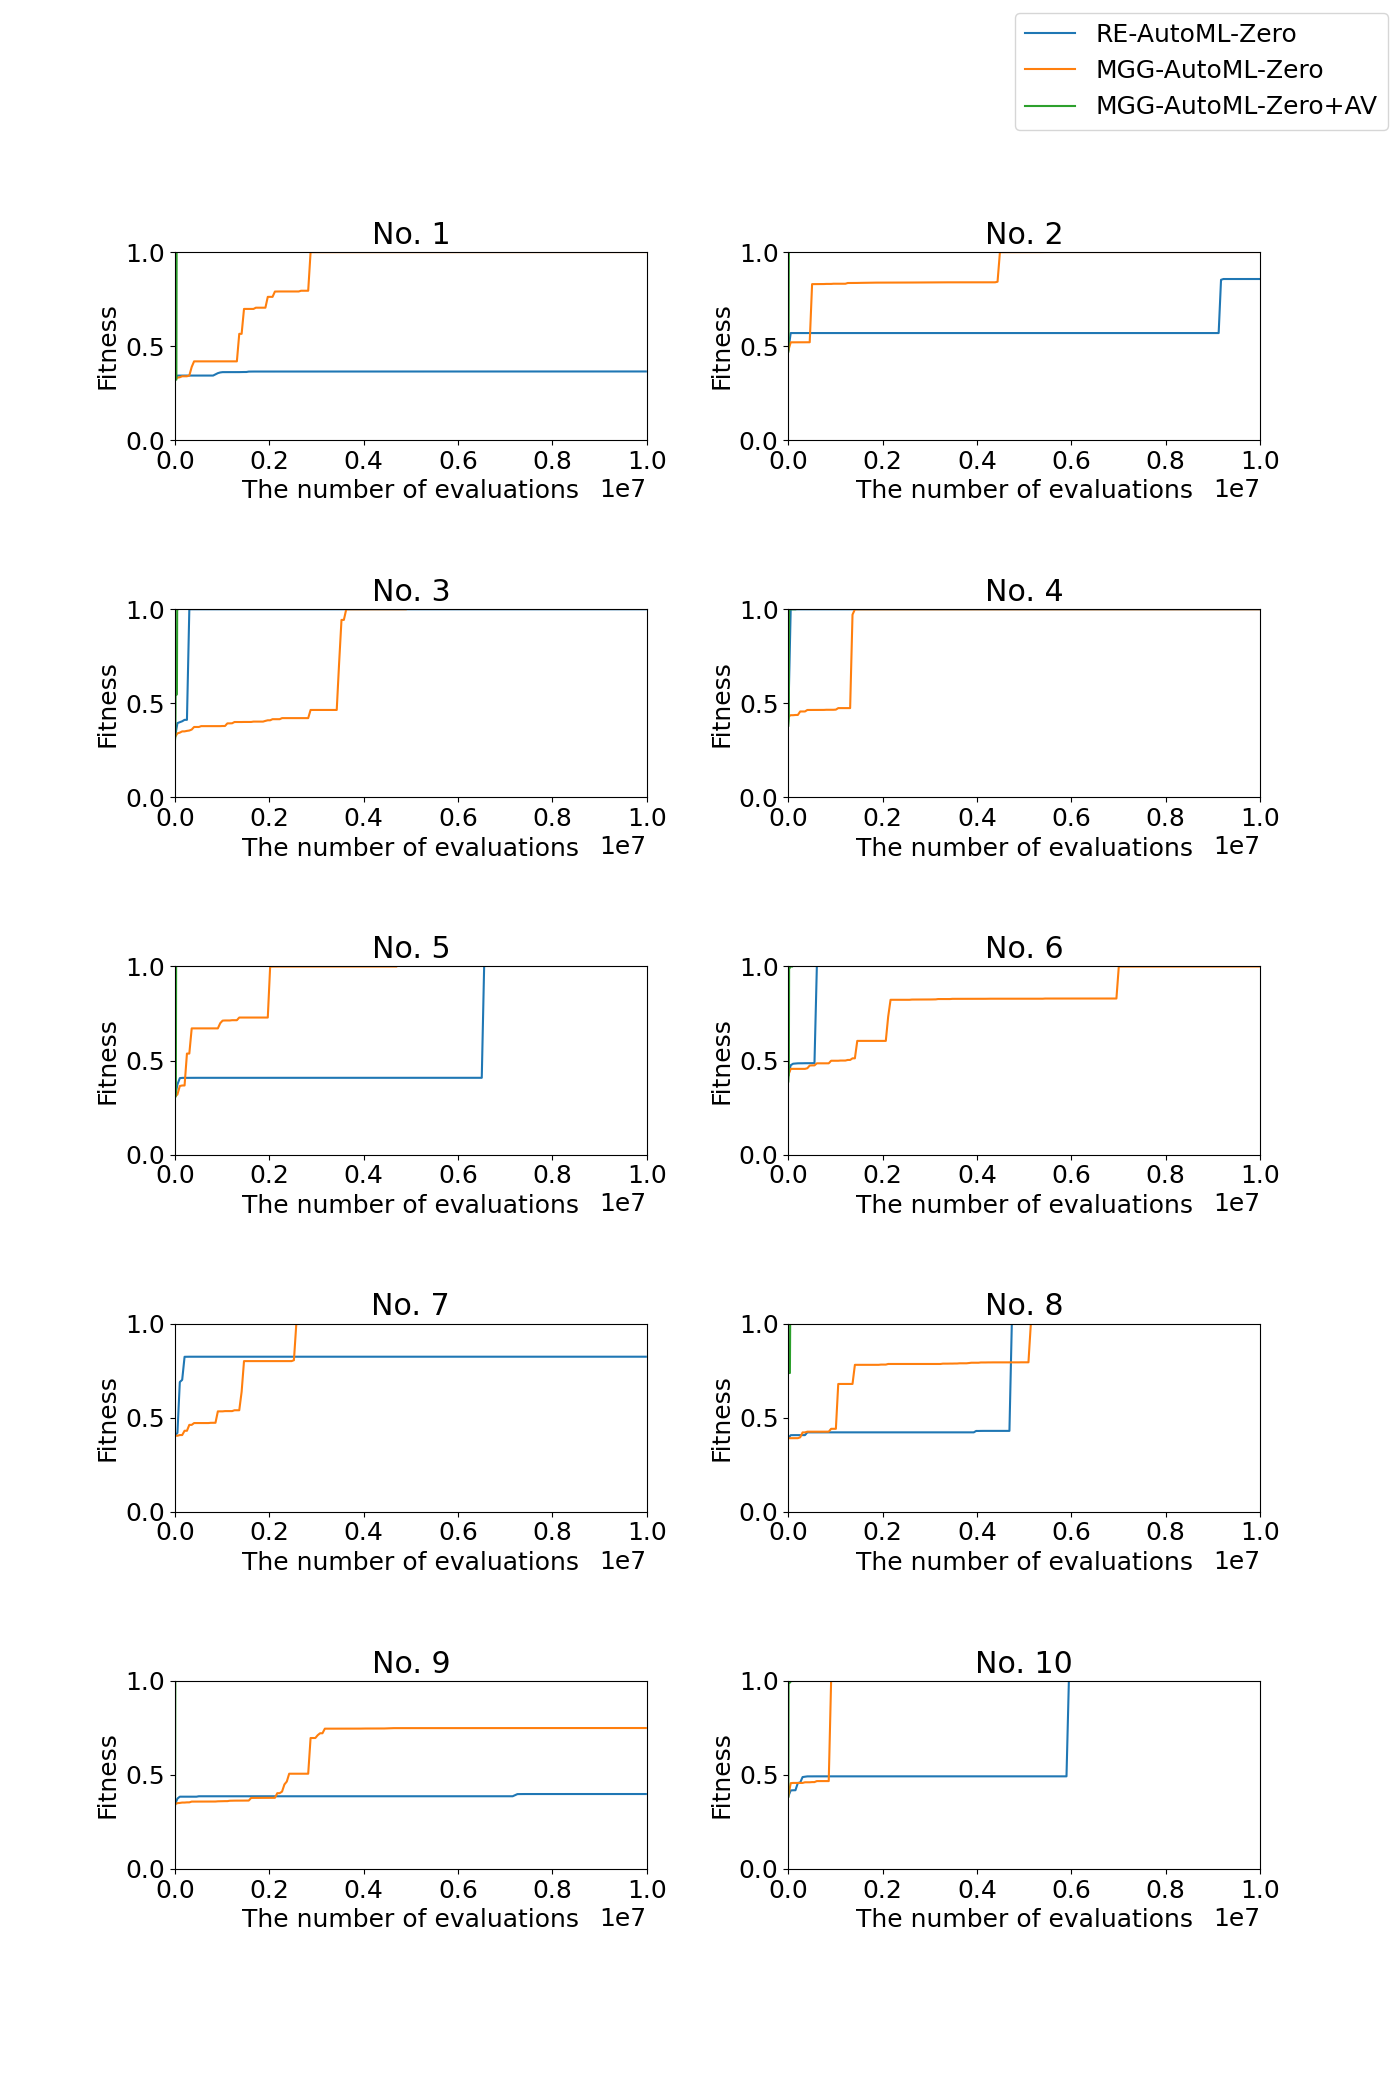 RE-AutoML-Zero
MGG-AutoML-Zero
MGG-AutoML-Zero+AV
No. 1
1.0
0.5
0.0
Fitness
0.0 0.2 0.4 0.6 0.8 1.0
The number of evaluations 1e7
No. 2
1.0
0.5
0.0
Fitness
0.0 0.2 0.4 0.6 0.8 1.0
The number of evaluations 1e7
No. 3
1.0
0.5
0.0
Fitness
0.0 0.2 0.4 0.6 0.8 1.0
The number of evaluations 1e7
No. 4
1.0
0.5
0.0
Fitness
0.0 0.2 0.4 0.6 0.8 1.0
The number of evaluations 1e7
No. 5
1.0
0.5
0.0
Fitness
0.0 0.2 0.4 0.6 0.8 1.0
The number of evaluations 1e7
No. 6
1.0
0.5
0.0
Fitness
0.0 0.2 0.4 0.6 0.8 1.0
The number of evaluations 1e7
No. 7
1.0
0.5
0.0
Fitness
0.0 0.2 0.4 0.6 0.8 1.0
The number of evaluations 1e7
No. 8
1.0
0.5
0.0
Fitness
0.0 0.2 0.4 0.6 0.8 1.0
The number of evaluations 1e7
No. 9
1.0
0.5
0.0
Fitness
0.0 0.2 0.4 0.6 0.8 1.0
The number of evaluations 1e7
No. 10
1.0
0.5
0.0
Fitness
0.0 0.2 0.4 0.6 0.8 1.0
The number of evaluations 1e7